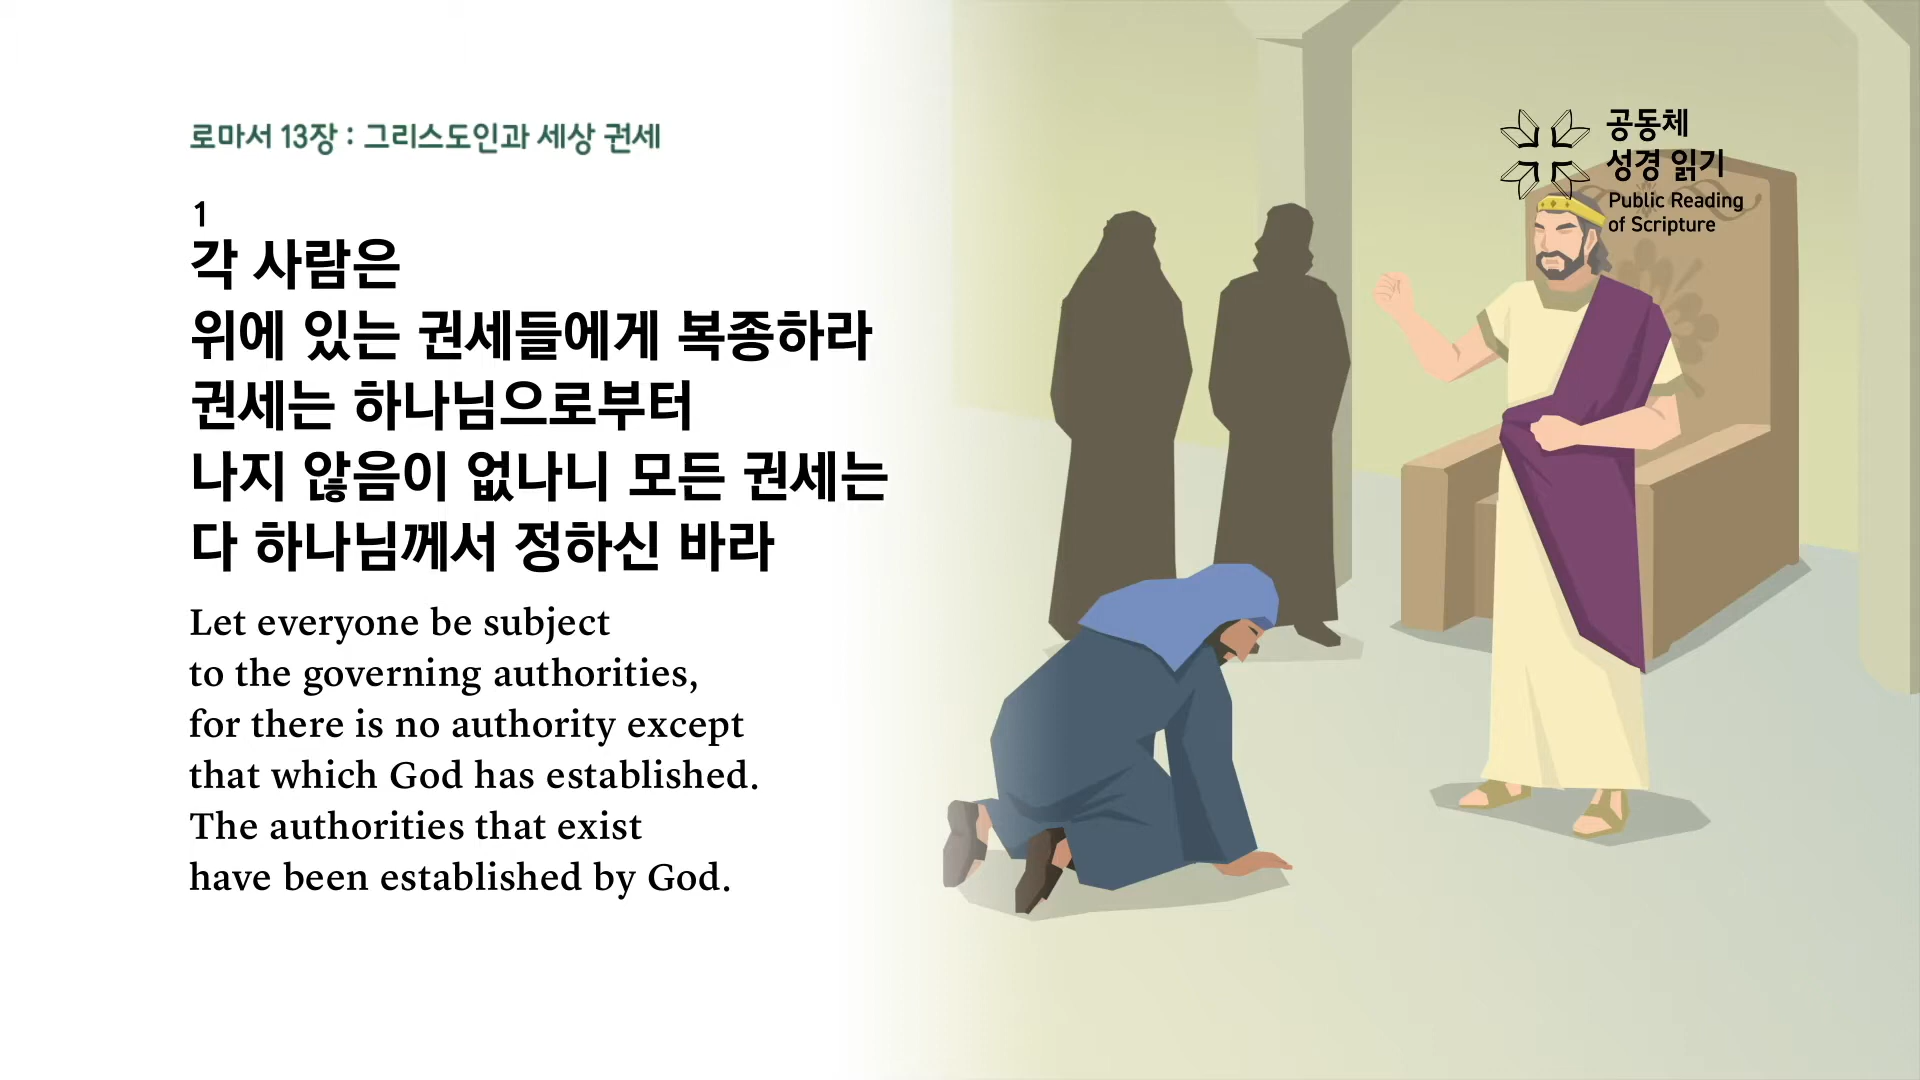 로마서 13장 : 그리스도인과 세상 권세
1
각 사람은
위에 있는 권세들에게 복종하라
권세는 하나님으로부터
나지 않음이 없나니 모든 권세는
다 하나님께서 정하신 바라
Let everyone be subject
to the governing authorities,
for there is no authority except
that which God has established.
The authorities that exist
have been established by God.
공동체
성경 읽기
Public Reading
of Scripture